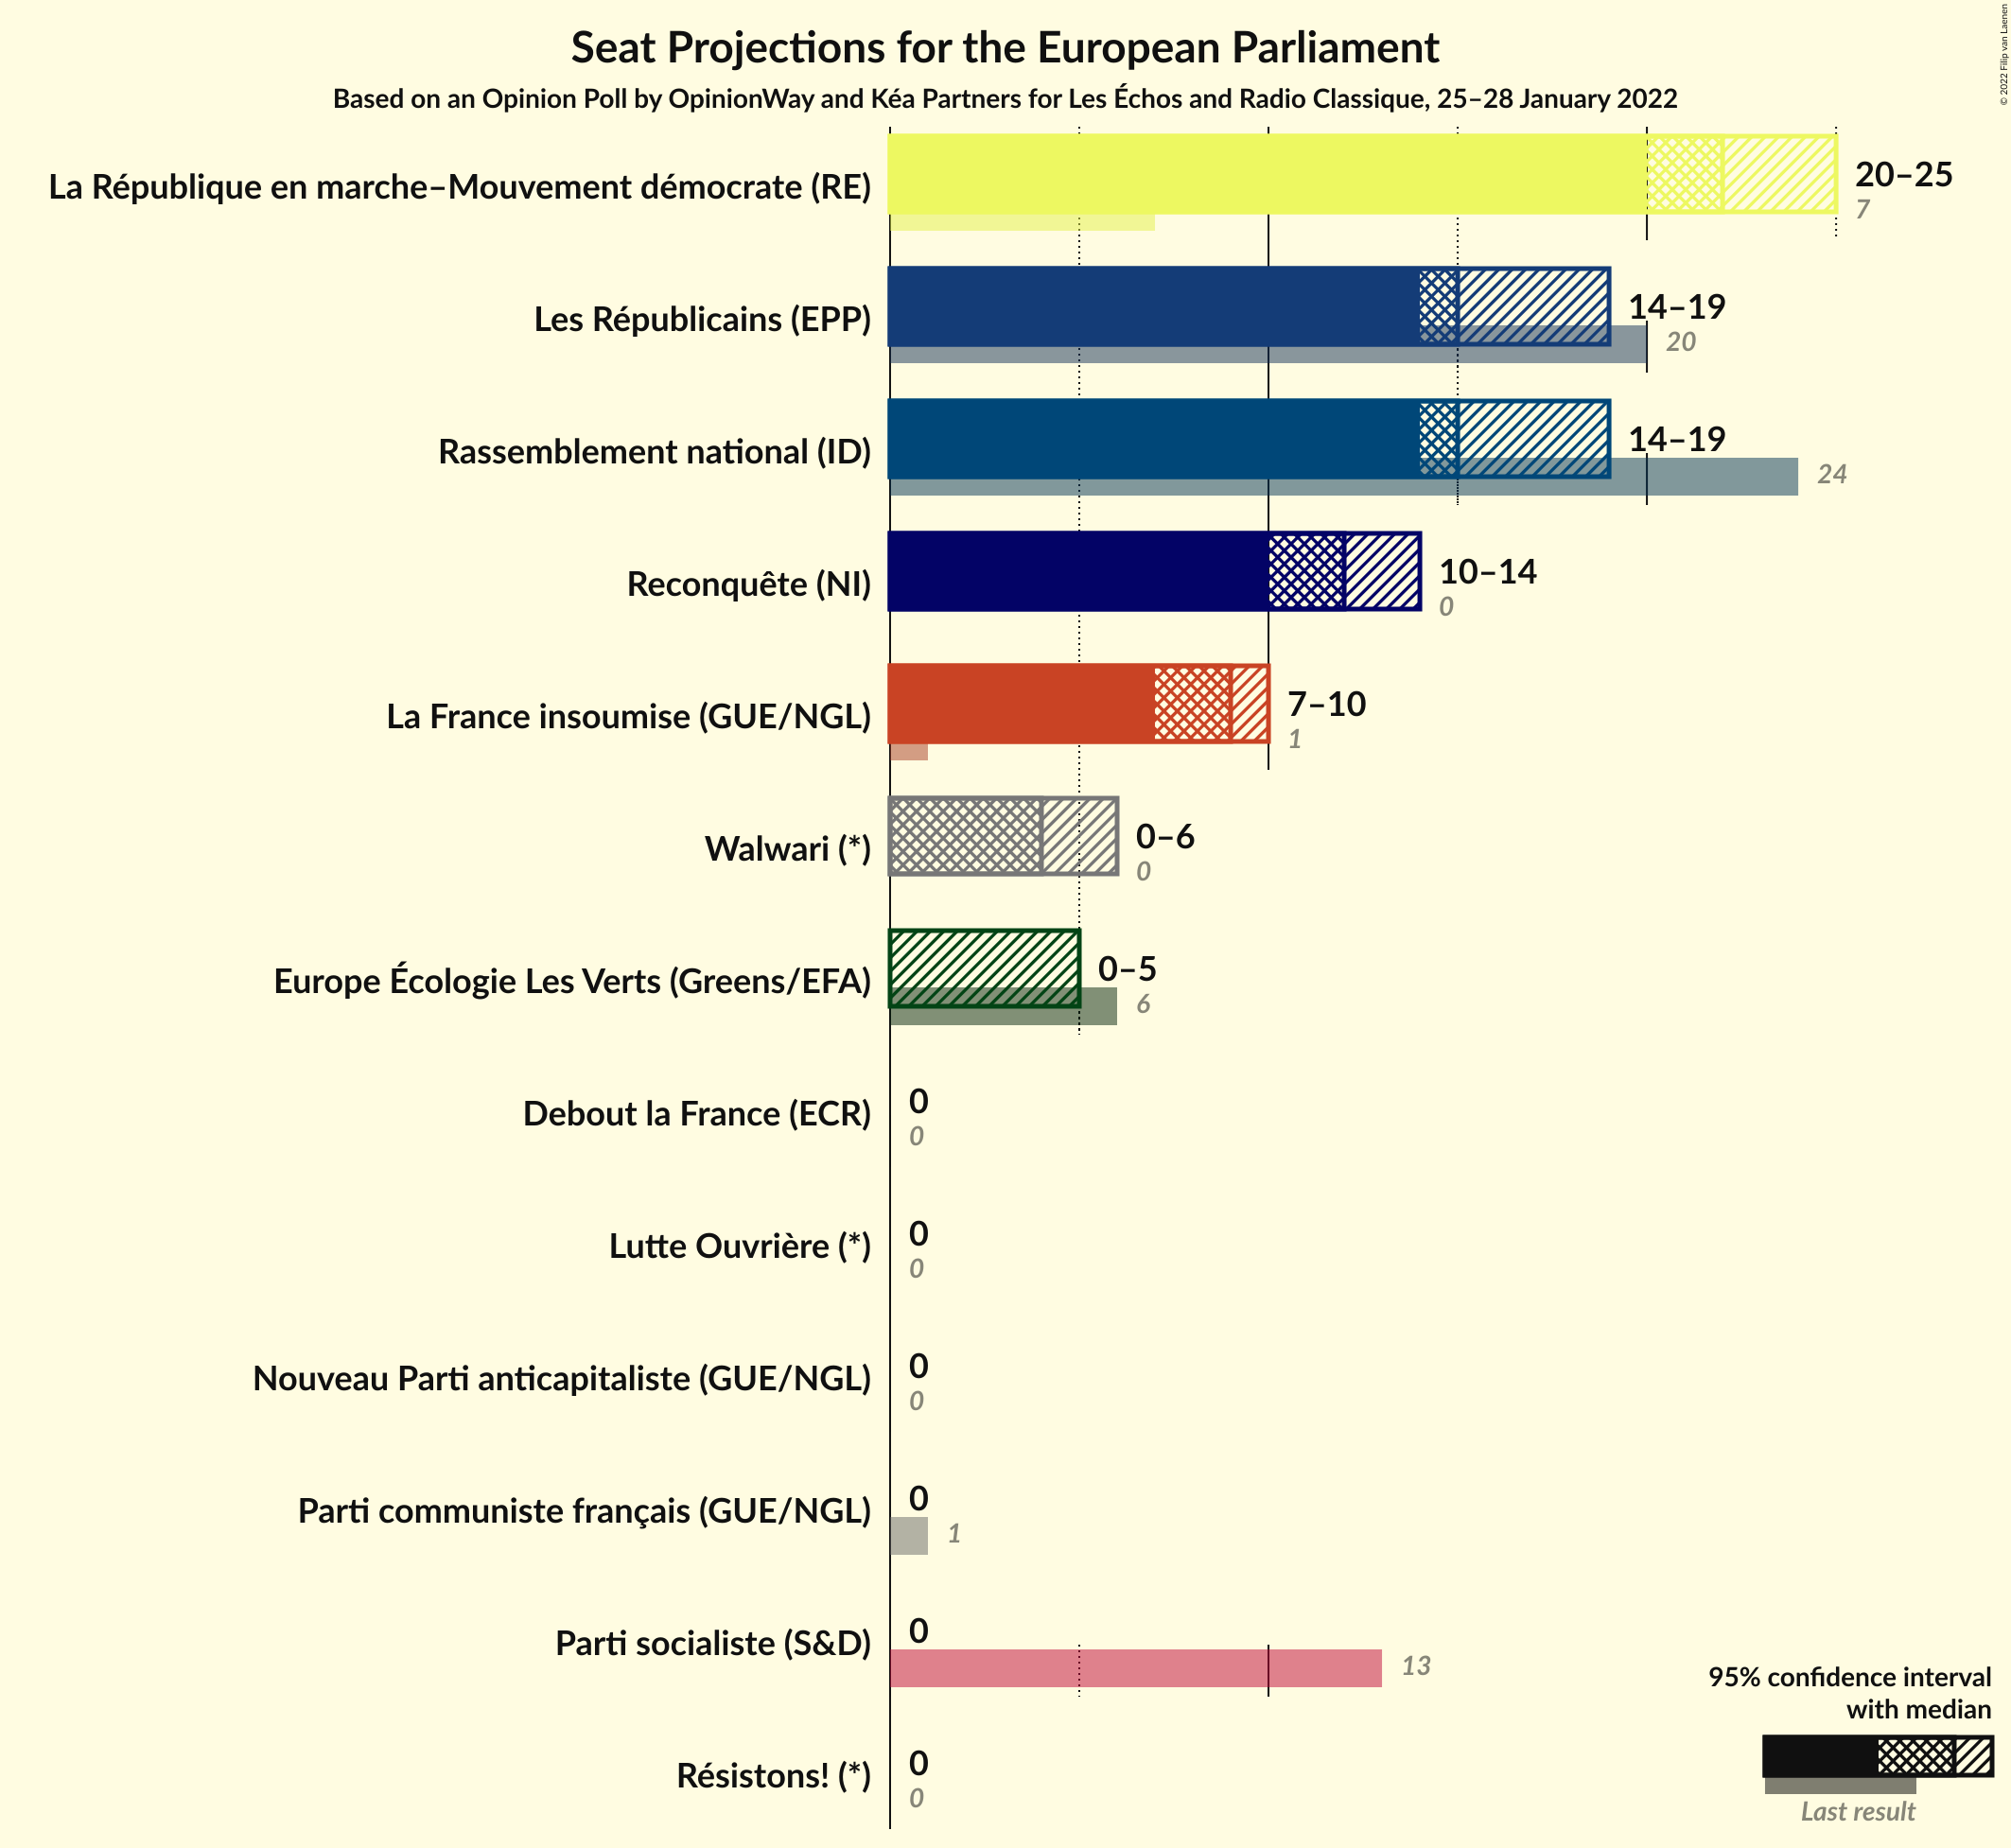 Seat Projections for the European Parliament
Based on an Opinion Poll by OpinionWay and Kéa Partners for Les Échos and Radio Classique, 25–28 January 2022
© 2022 Filip van Laenen
La République en marche–Mouvement démocrate (RE)
20–25
7
Les Républicains (EPP)
14–19
20
Rassemblement national (ID)
14–19
24
Reconquête (NI)
10–14
0
La France insoumise (GUE/NGL)
7–10
1
Walwari (*)
0–6
0
Europe Écologie Les Verts (Greens/EFA)
0–5
6
Debout la France (ECR)
0
0
Lutte Ouvrière (*)
0
0
Nouveau Parti anticapitaliste (GUE/NGL)
0
0
Parti communiste français (GUE/NGL)
0
1
Parti socialiste (S&D)
0
13
Résistons! (*)
0
0
95% confidence interval
with median
Last result